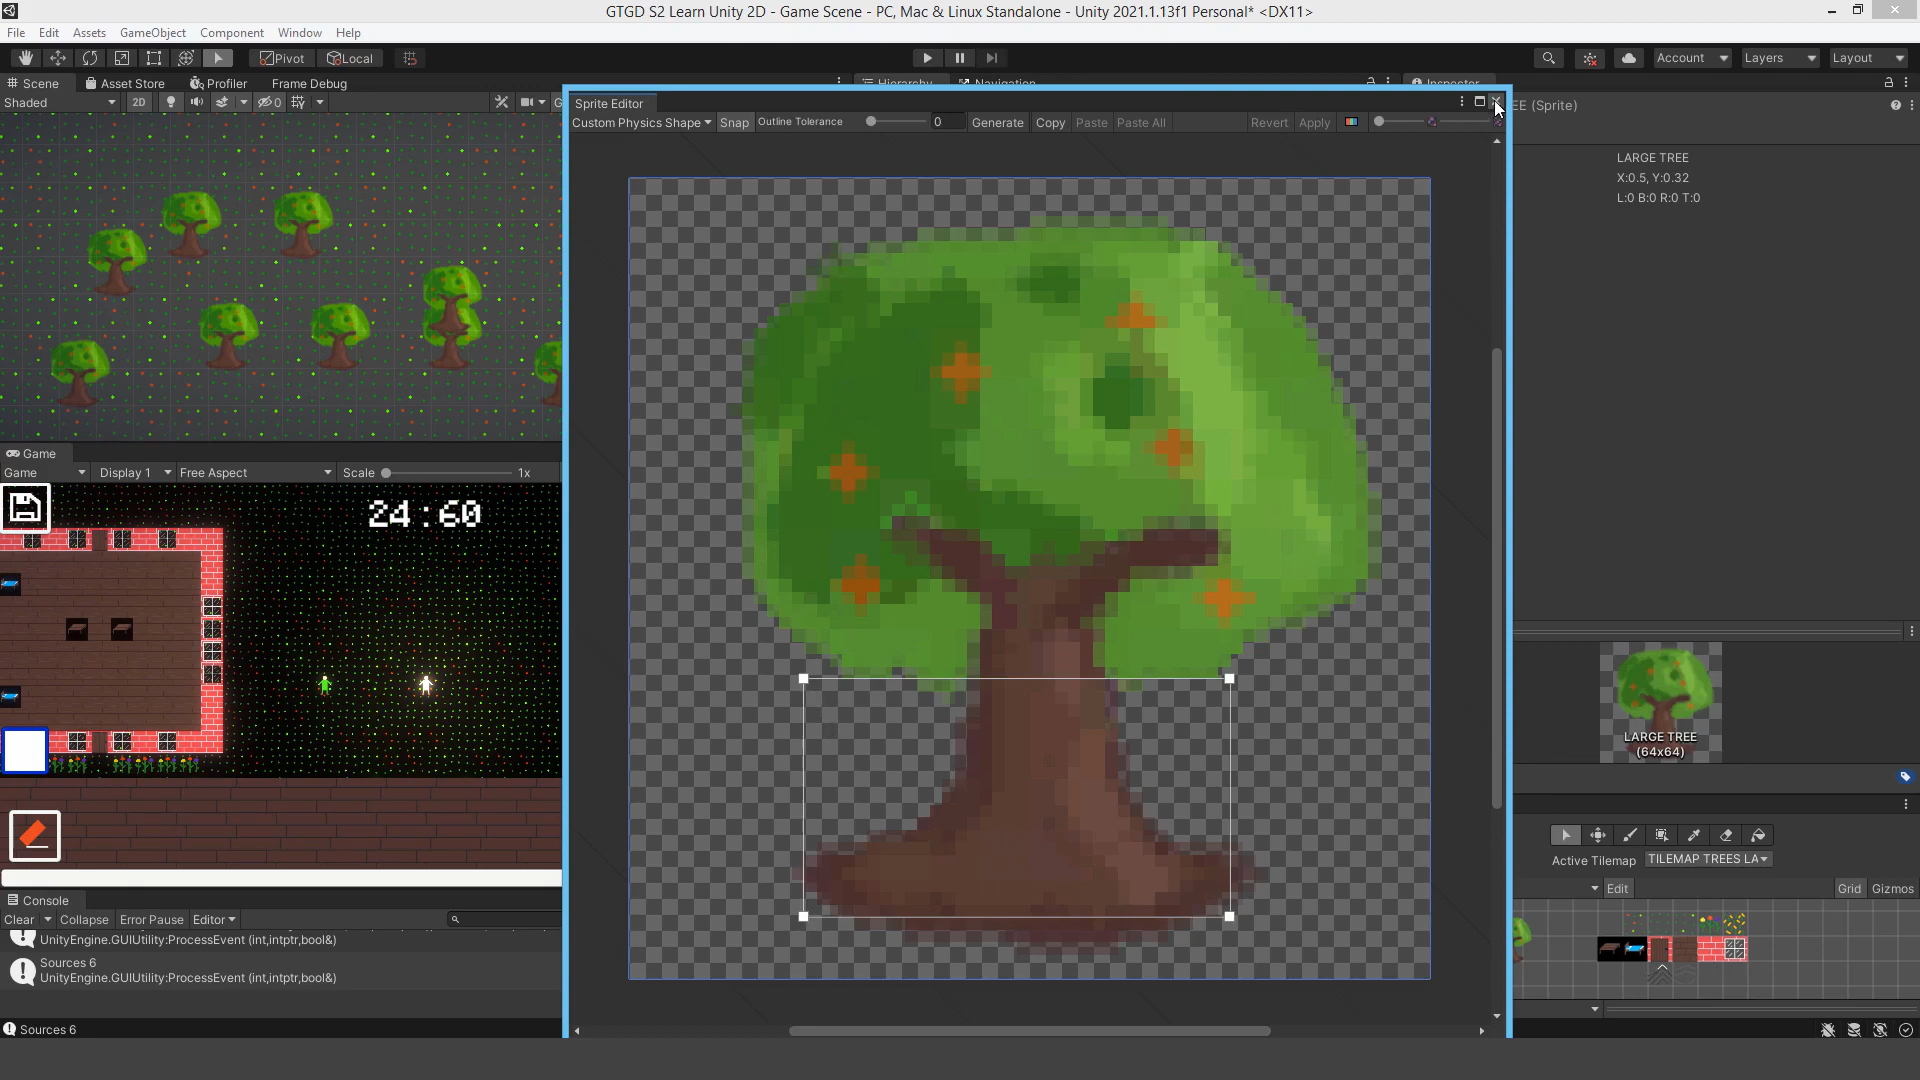 GTGD S2 Learn Unity 2D - Game Scene - PC, Mac & Linux Standalone - Unity 2021.1.13f1 Personal* <DX11>
File Edit Assets GameObject Component Window Help
Pivot Local Account Layers Layout
Scene Asset Store Profiler Frame Debug Hierarchy Navigation Inspector
Shaded 2D
Sprite Editor
EE (Sprite)
Custom Physics Shape Snap Outline Tolerance 0 Generate Copy Paste Paste All Revert Apply
LARGE TREE
X:0.5, Y:0.32
L:0 B:0 R:0 T:0
Game
Game Display 1 Free Aspect Scale 1x
24:60
LARGE TREE
(64x64)
Active Tilemap TILEMAP TREES LA
Edit Grid Gizmos
Console
Clear Collapse Error Pause Editor
UnityEngine.GUIUtility:ProcessEvent (int,intptr,bool&)
Sources 6
UnityEngine.GUIUtility:ProcessEvent (int,intptr,bool&)
Sources 6